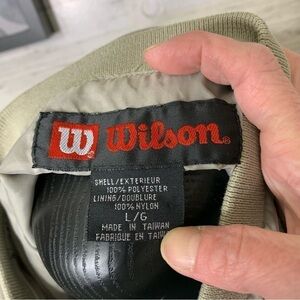 W Wilson®
SHELL/EXTERIEUR
100% POLYESTER
LINING/DOUBLURE
100% NYLON
L/G
MADE IN TAIWAN
FABRIQUE EN TAIWAN